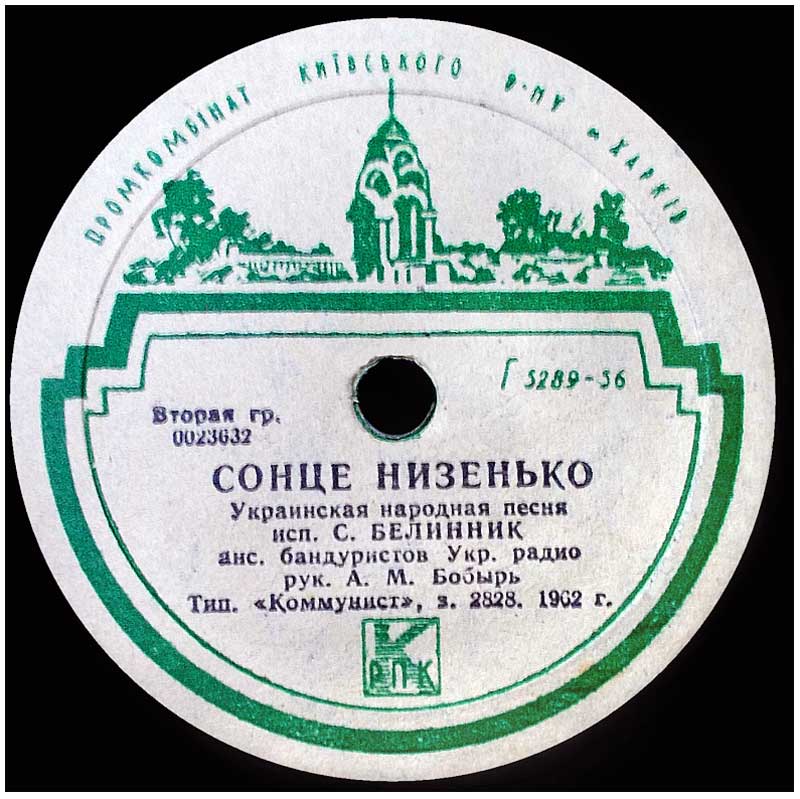 ПРОМКОМБІНАТ КИЇВСЬКОГО Р-НУ м ХАРКІВ
Г 5289-56
Вторая гр.
0023632
СОНЦЕ НИЗЕНЬКО
Украинская народная песня
исп. С. БЕЛИННИК
анс. бандуристов Укр. радио
рук. А. М. Бобырь
Тип. «Коммунист», з. 2828. 1962 г.
К
РПК